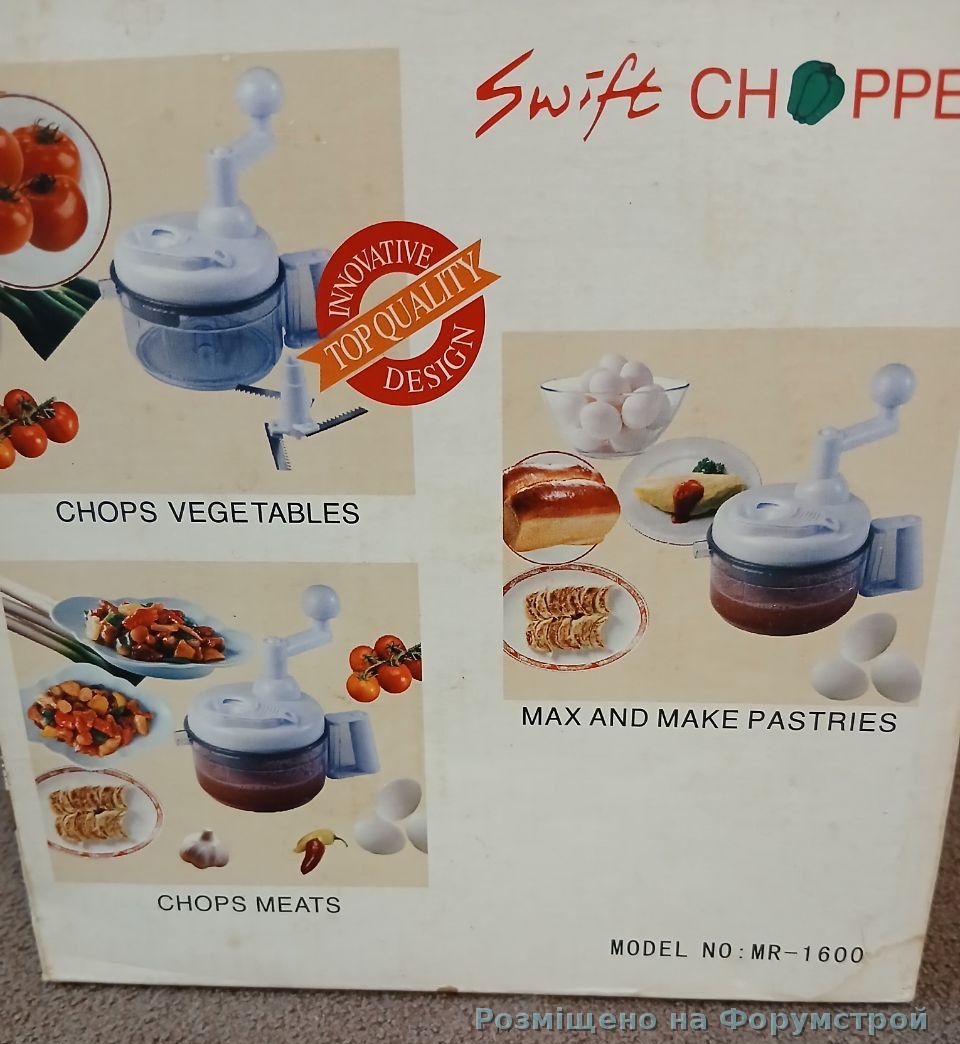 Swift CHOPPE
INNOVATIVE
TOP QUALITY
DESIGN
CHOPS VEGETABLES
MAX AND MAKE PASTRIES
CHOPS MEATS
MODEL NO:MR-1600
Розміщено на Форумстрой